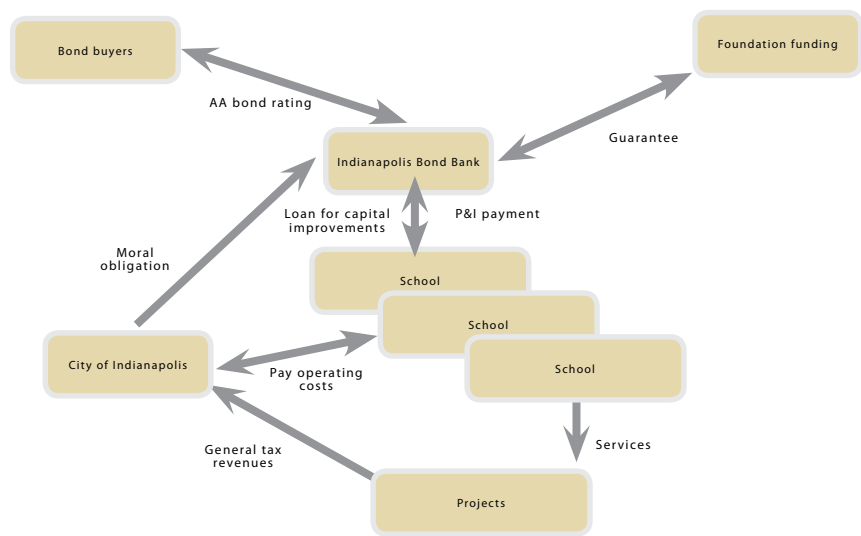 Foundation funding
Bond buyers
AA bond rating
Guarantee
Indianapolis Bond Bank
Loan for capital
improvements
P&I payment
Moral
obligation
School
School
City of Indianapolis
School
Pay operating
costs
General tax
revenues
Services
Projects